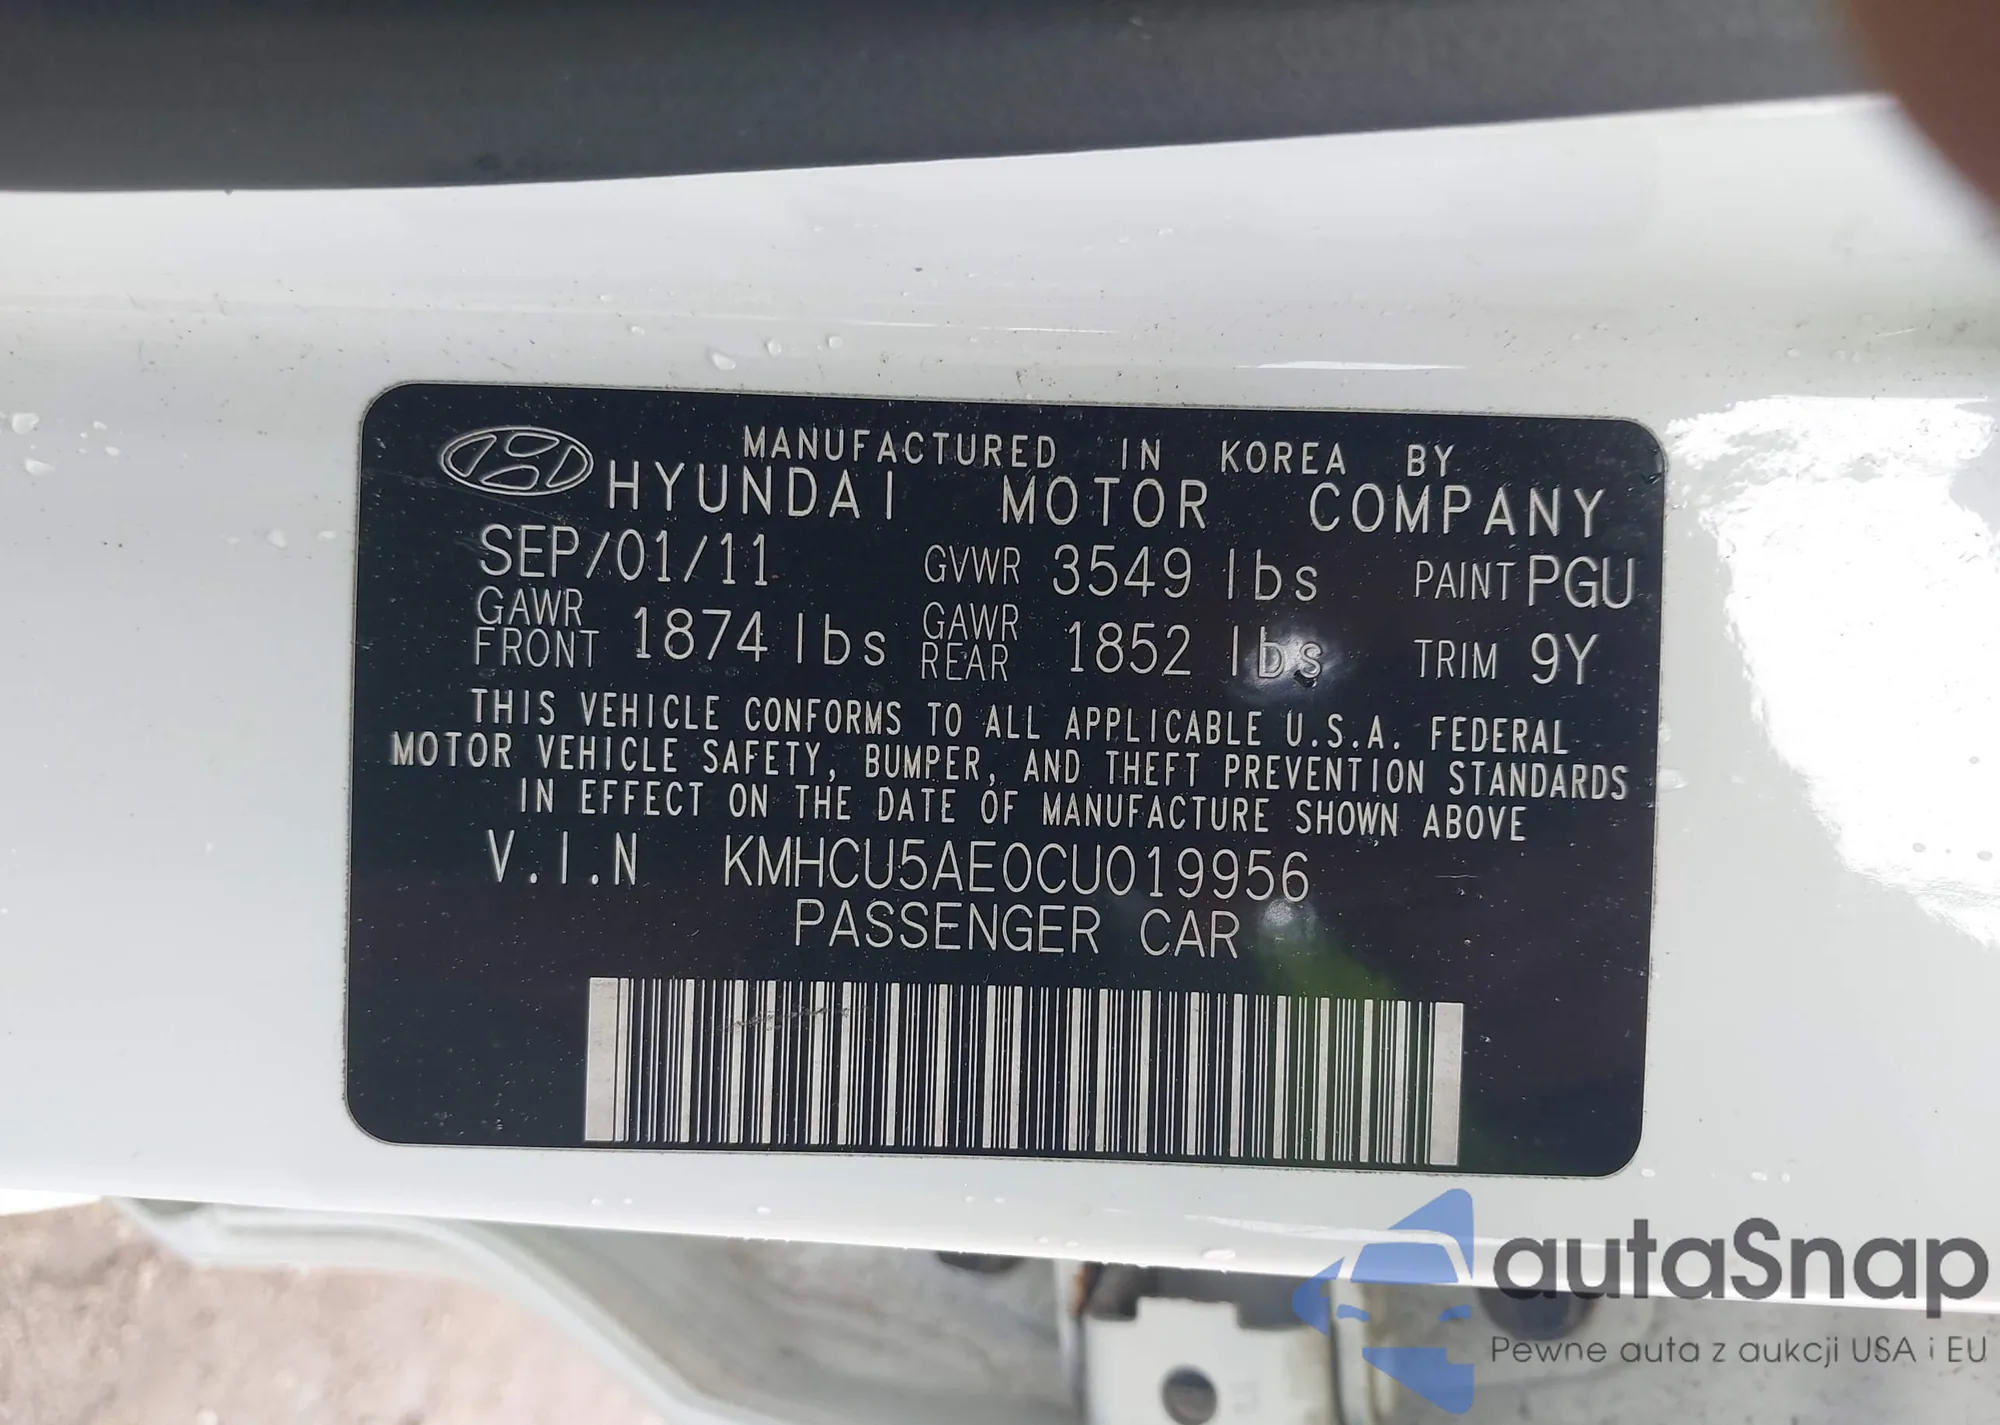 MANUFACTURED IN KOREA BY
HYUNDAI MOTOR COMPANY
SEP/01/11 GVWR 3549 lbs PAINT PGU
GAWR FRONT 1874 lbs GAWR REAR 1852 lbs TRIM 9Y
THIS VEHICLE CONFORMS TO ALL APPLICABLE U.S.A. FEDERAL
MOTOR VEHICLE SAFETY, BUMPER, AND THEFT PREVENTION STANDARDS
IN EFFECT ON THE DATE OF MANUFACTURE SHOWN ABOVE
V.I.N KMHCU5AE0CU019956
PASSENGER CAR
autaSnap
Pewne auta z aukcji USA i EU